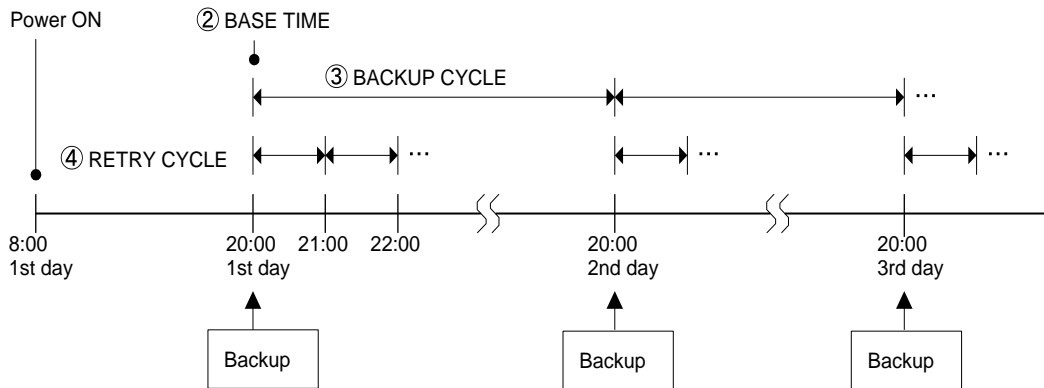 Power ON
② BASE TIME
③ BACKUP CYCLE
...
④ RETRY CYCLE
...
...
...
8:00
1st day
20:00
1st day
21:00
22:00
20:00
2nd day
20:00
3rd day
Backup
Backup
Backup